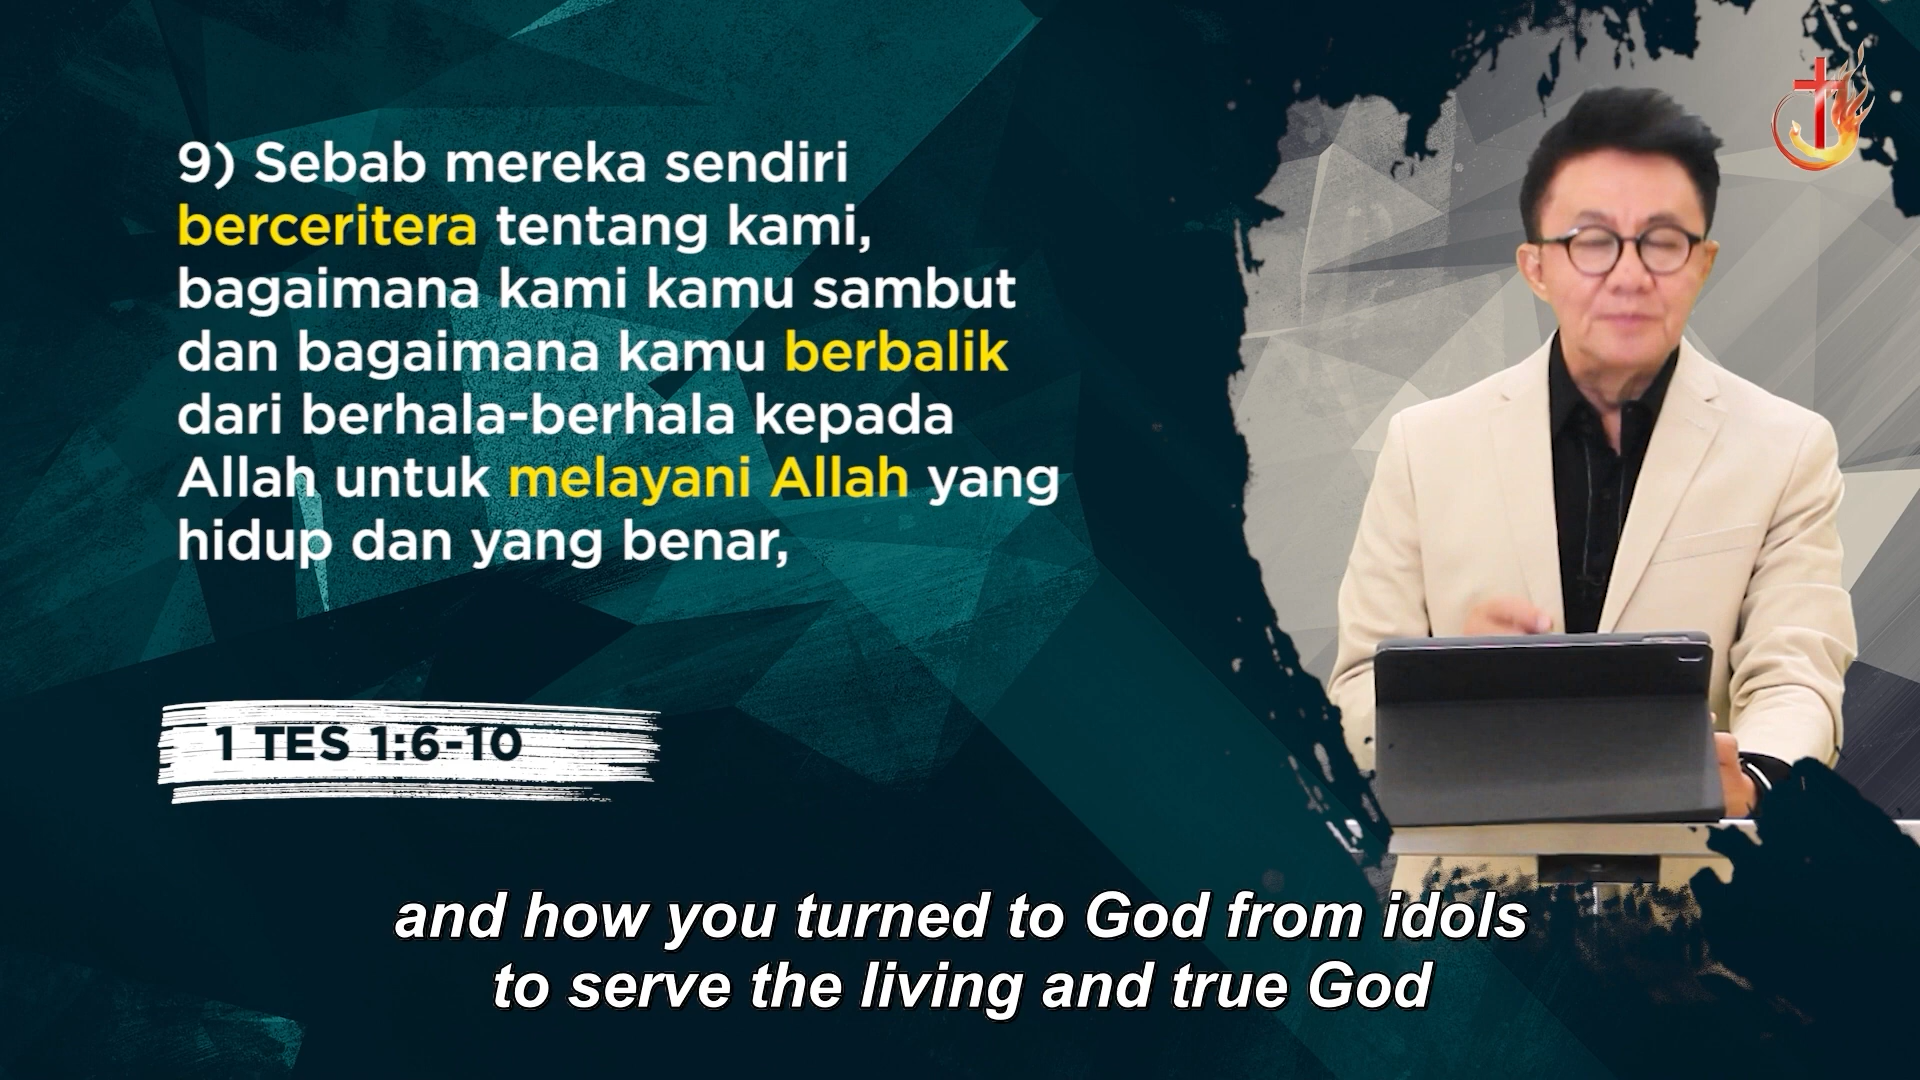 9) Sebab mereka sendiri
berceritera tentang kami,
bagaimana kami kamu sambut
dan bagaimana kamu berbalik
dari berhala-berhala kepada
Allah untuk melayani Allah yang
hidup dan yang benar,
1 TES 1:6-10
and how you turned to God from idols
to serve the living and true God